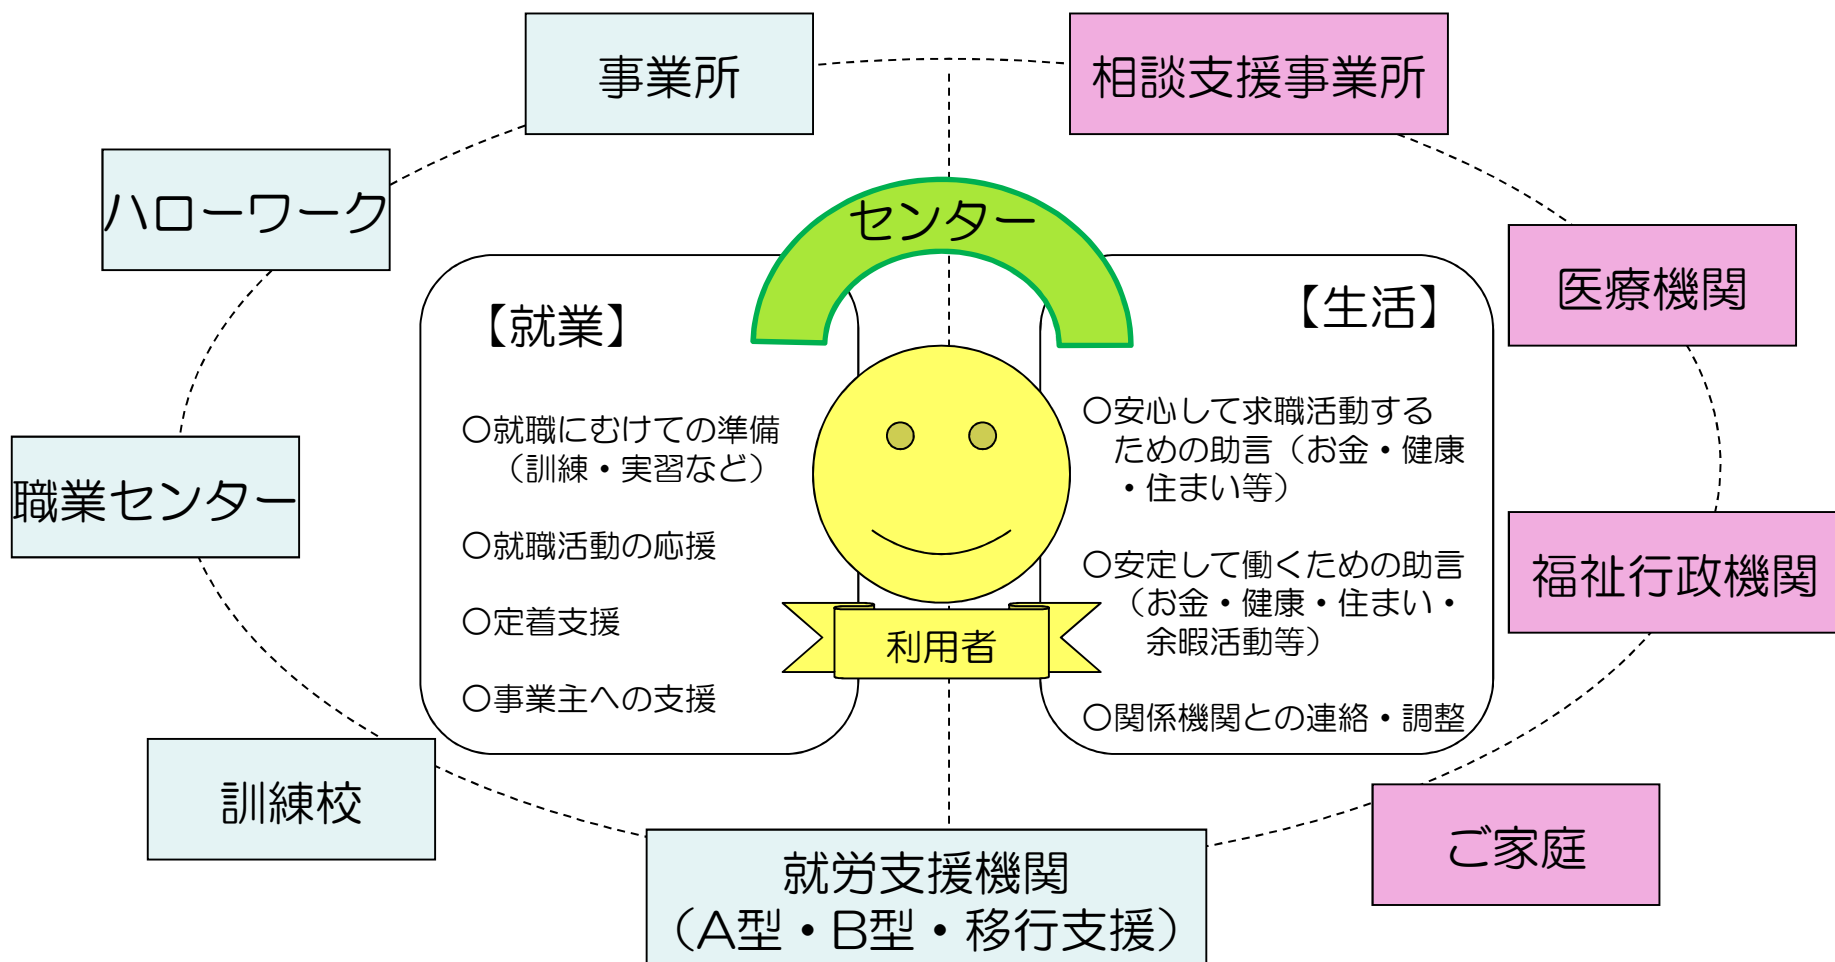 事業所
相談支援事業所
ハローワーク
センター
医療機関
【就業】
〇就職にむけての準備
（訓練・実習など）
〇就職活動の応援
〇定着支援
〇事業主への支援
【生活】
〇安心して求職活動する
ための助言（お金・健康
・住まい等）
〇安定して働くための助言
（お金・健康・住まい・
余暇活動等）
〇関係機関との連絡・調整
利用者
職業センター
福祉行政機関
訓練校
ご家庭
就労支援機関
（A型・B型・移行支援）